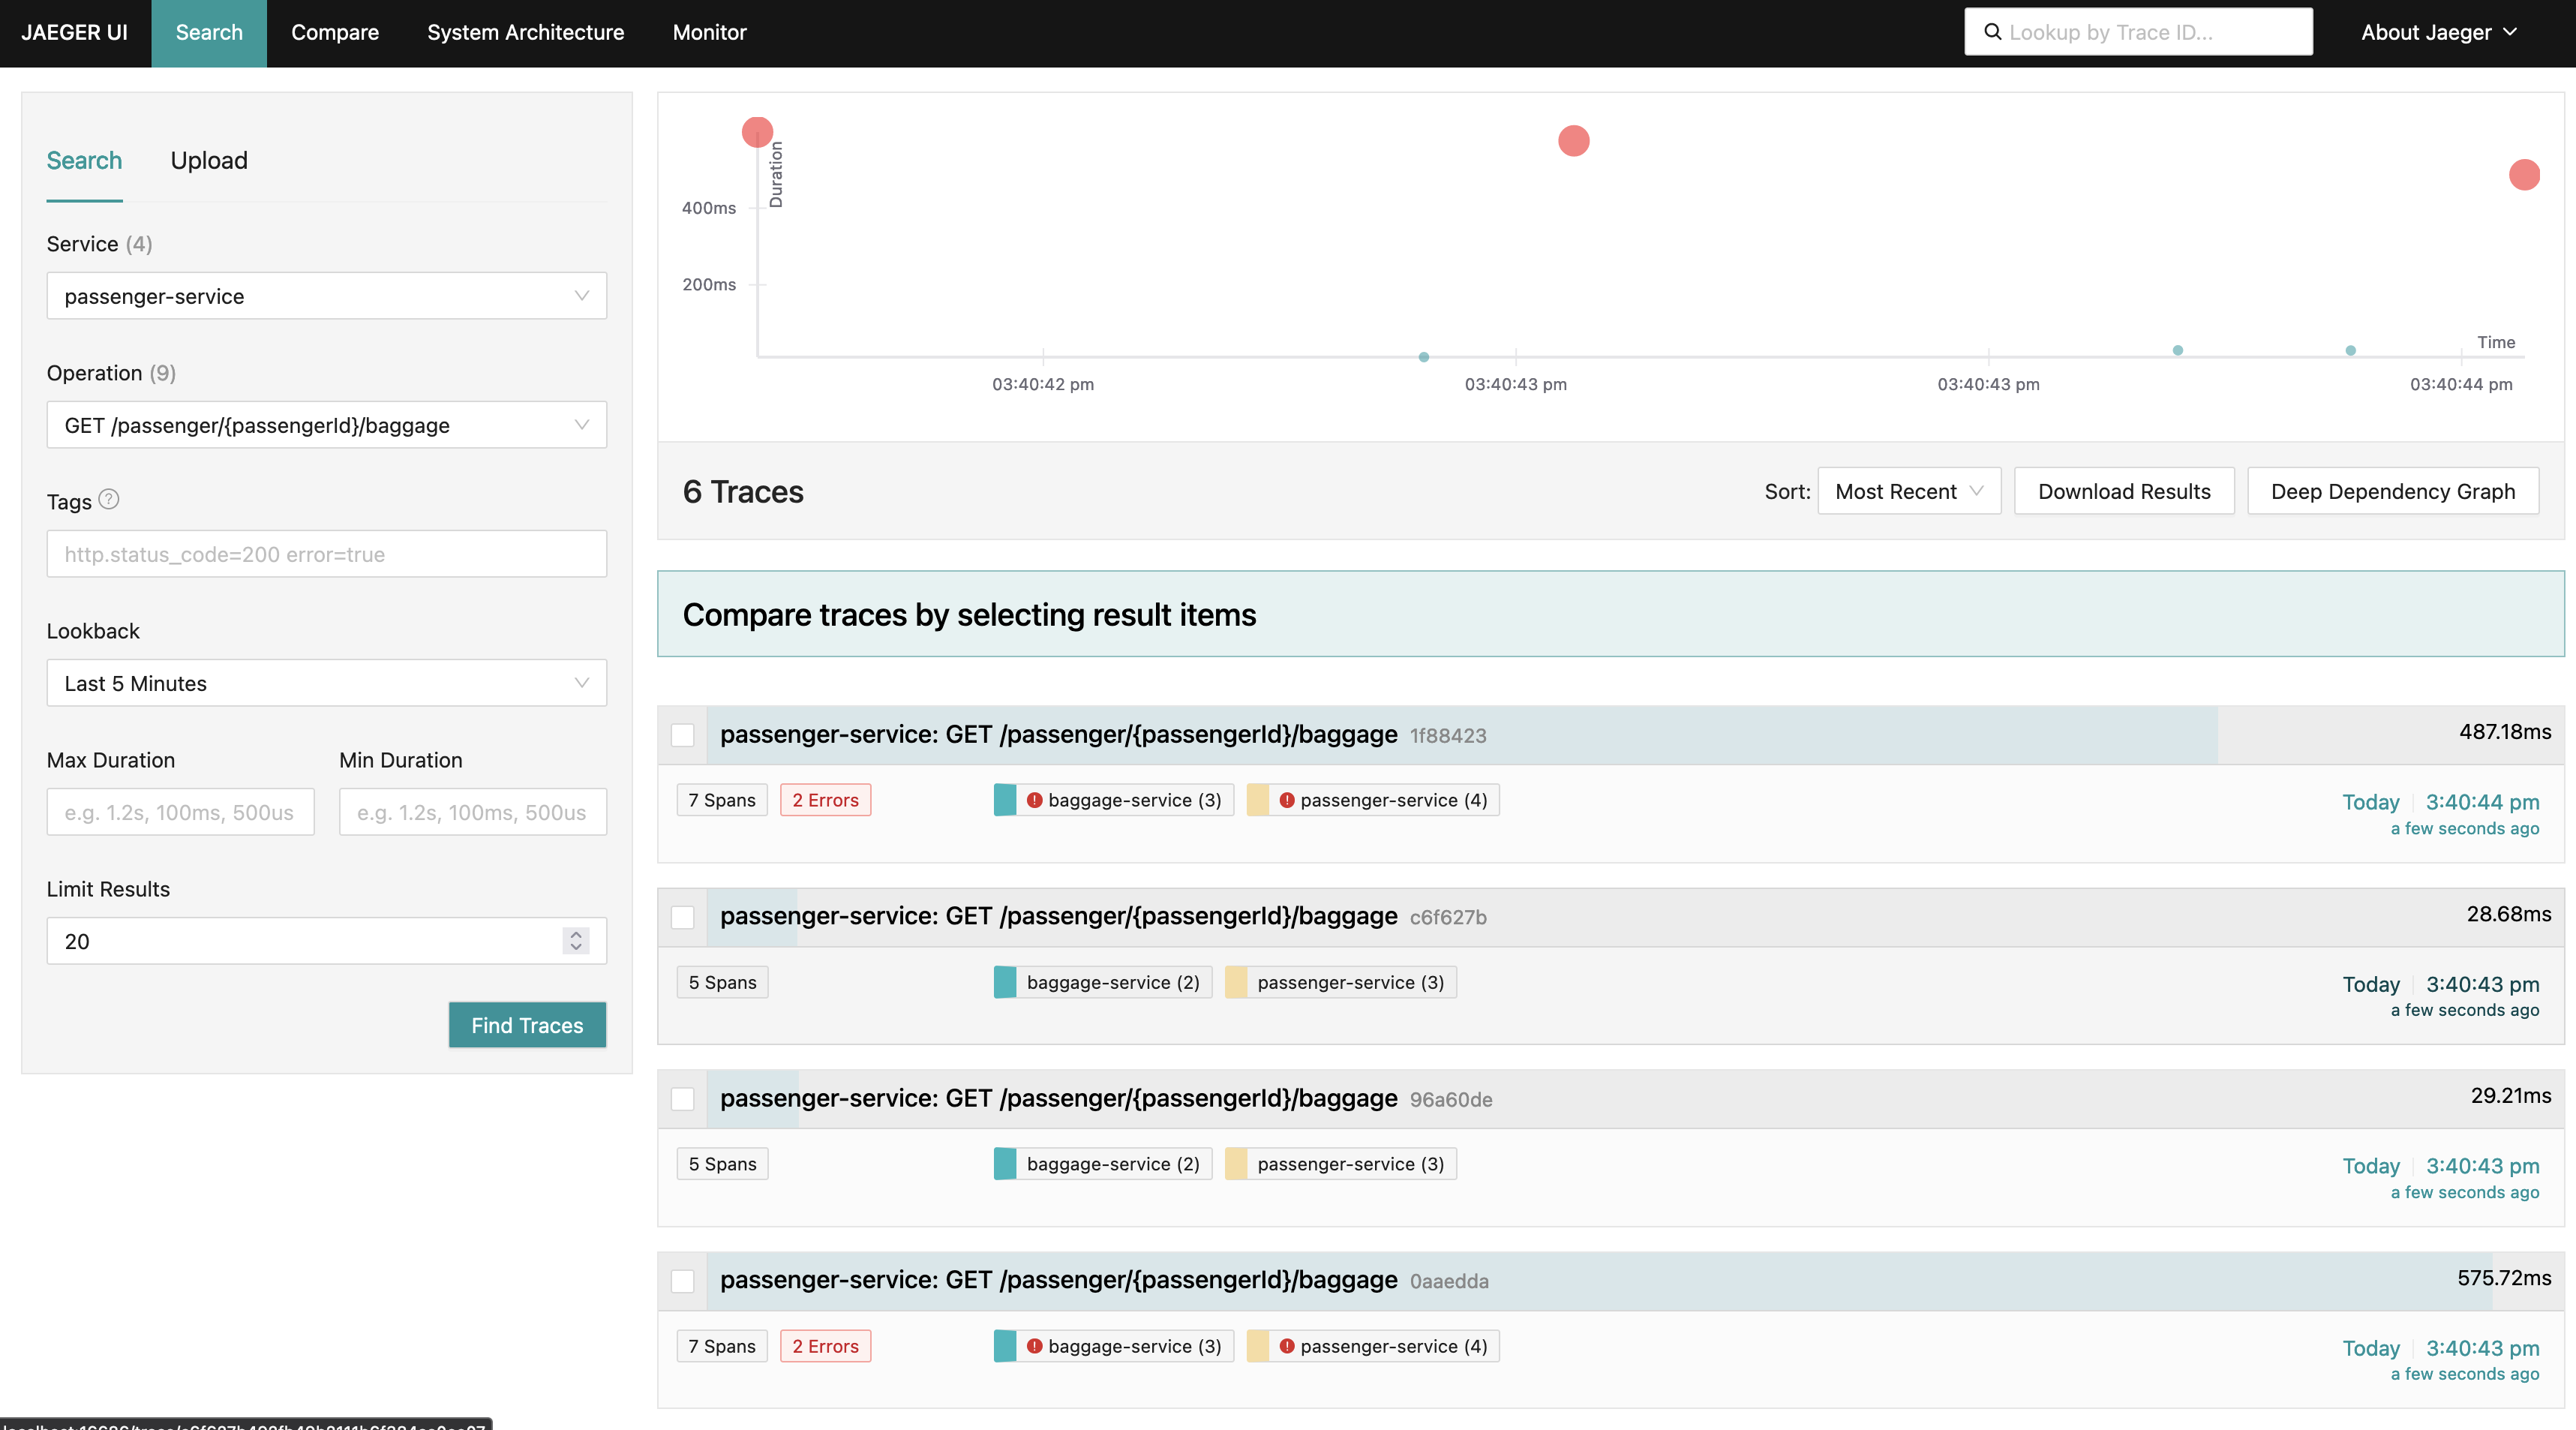 JAEGER UI
Search
Compare
System Architecture
Monitor
Lookup by Trace ID...
About Jaeger
Search
Upload
Service (4)
passenger-service
Operation (9)
GET /passenger/{passengerId}/baggage
Tags ?
http.status_code=200 error=true
Lookback
Last 5 Minutes
Max Duration
Min Duration
e.g. 1.2s, 100ms, 500us
e.g. 1.2s, 100ms, 500us
Limit Results
20
Find Traces
Duration
400ms
200ms
Time
03:40:42 pm
03:40:43 pm
03:40:43 pm
03:40:44 pm
6 Traces
Sort: Most Recent
Download Results
Deep Dependency Graph
Compare traces by selecting result items
passenger-service: GET /passenger/{passengerId}/baggage 1f88423
487.18ms
7 Spans
2 Errors
baggage-service (3)
passenger-service (4)
Today 3:40:44 pm
a few seconds ago
passenger-service: GET /passenger/{passengerId}/baggage c6f627b
28.68ms
5 Spans
baggage-service (2)
passenger-service (3)
Today 3:40:43 pm
a few seconds ago
passenger-service: GET /passenger/{passengerId}/baggage 96a60de
29.21ms
5 Spans
baggage-service (2)
passenger-service (3)
Today 3:40:43 pm
a few seconds ago
passenger-service: GET /passenger/{passengerId}/baggage 0aaedda
575.72ms
7 Spans
2 Errors
baggage-service (3)
passenger-service (4)
Today 3:40:43 pm
a few seconds ago